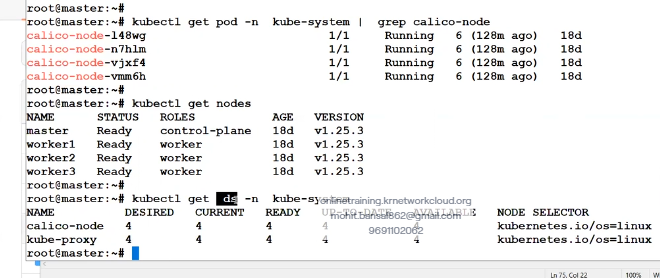 root@master:~#
root@master:~# kubectl get pod -n  kube-system |  grep calico-node
calico-node-l48wg                          1/1     Running   6 (128m ago)   18d
calico-node-n7hlm                          1/1     Running   6 (128m ago)   18d
calico-node-vjxf4                          1/1     Running   6 (128m ago)   18d
calico-node-vmm6h                          1/1     Running   6 (128m ago)   18d
root@master:~#
root@master:~# kubectl get nodes
NAME      STATUS   ROLES           AGE   VERSION
master    Ready    control-plane   18d   v1.25.3
worker1   Ready    worker          18d   v1.25.3
worker2   Ready    worker          18d   v1.25.3
worker3   Ready    worker          18d   v1.25.3
root@master:~#
root@master:~# kubectl get  ds -n  kube-system
onlinetraining.krnetworkcloud.org
NAME          DESIRED   CURRENT   READY   UP-TO-DATE   AVAILABLE   NODE SELECTOR
mohit.bansal862@gmail.com
calico-node   4         4         4       4            4           kubernetes.io/os=linux
9691102062
kube-proxy    4         4         4       4            4           kubernetes.io/os=linux
root@master:~#
Ln 75, Col 22    100%    W